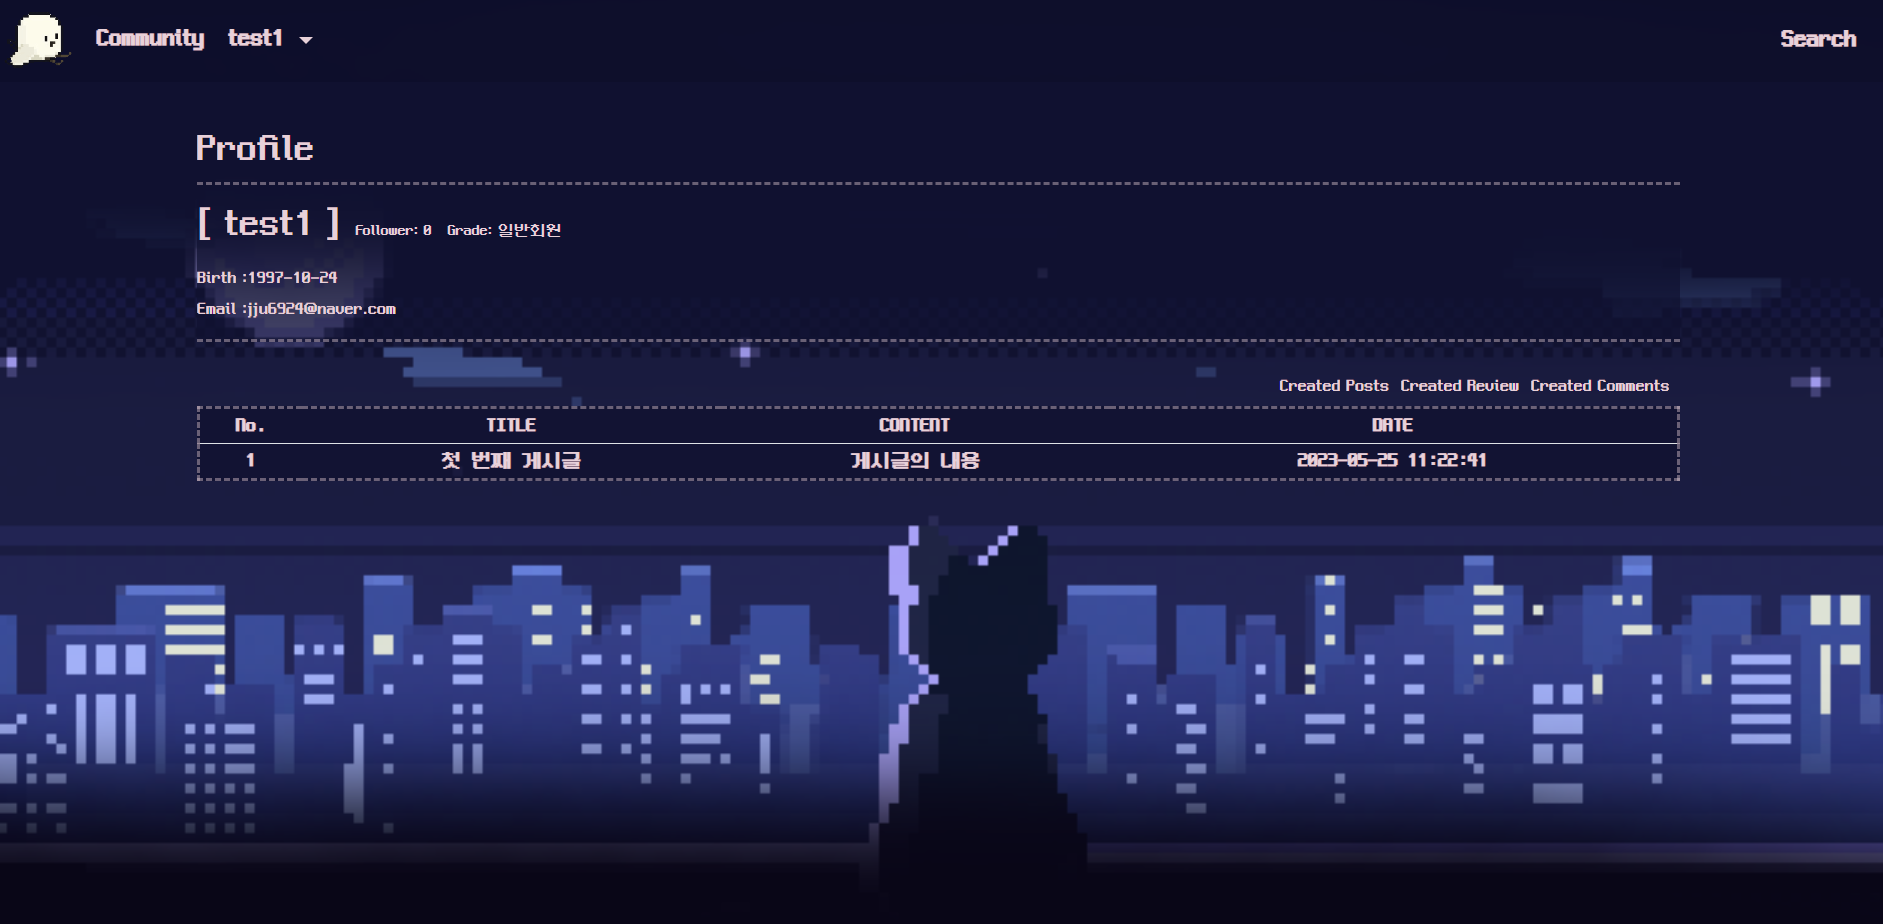 Community test1 Search
Profile
[ test1 ] Follower: 0 Grade: 일반회원
Birth :1997-10-24
Email :jju6924@naver.com
Created Posts Created Review Created Comments
No. TITLE CONTENT DATE
1 첫 번째 게시글 게시글의 내용 2023-05-25 11:22:41